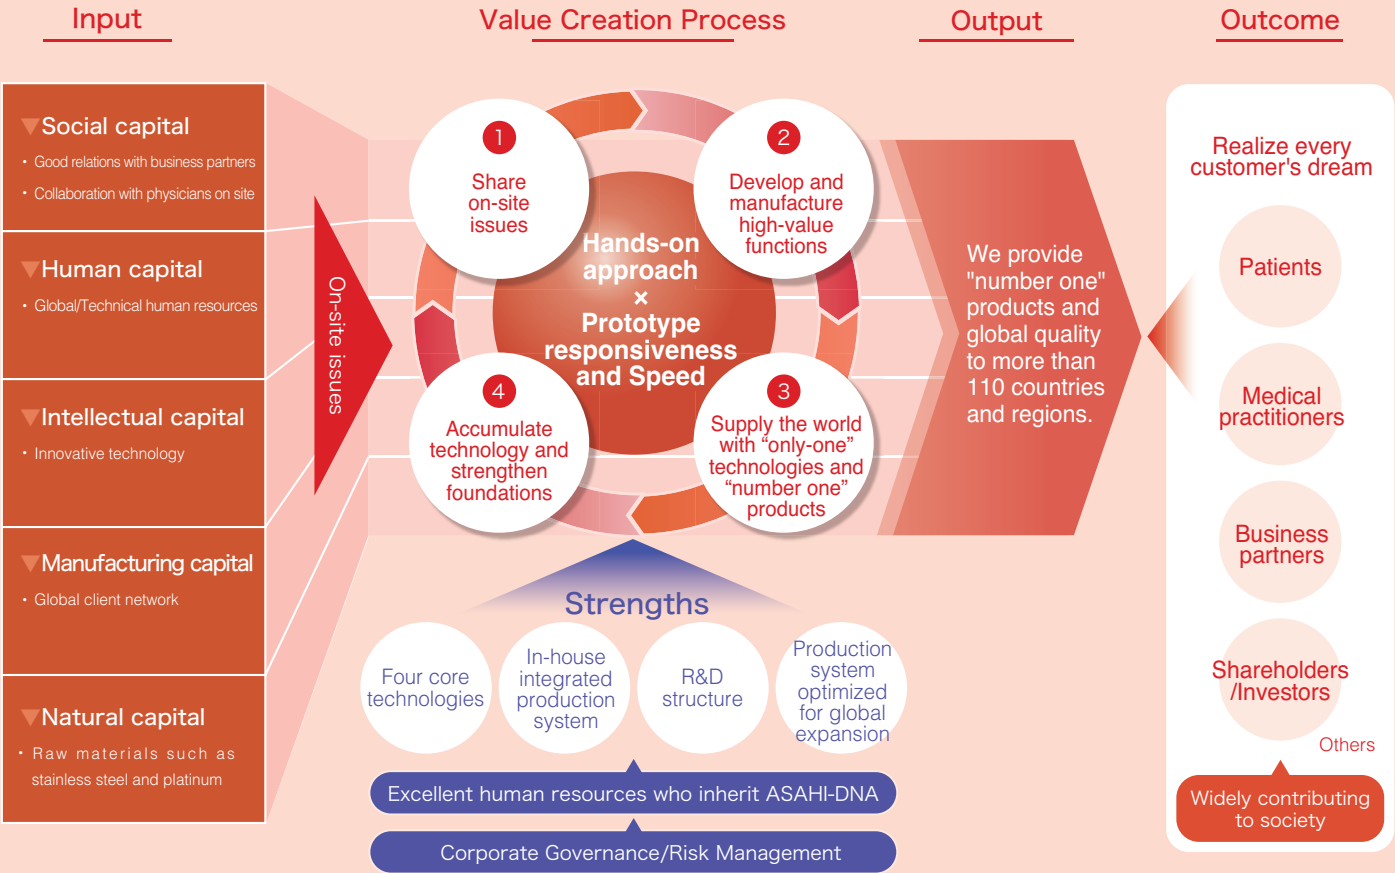 Input
Value Creation Process
Output
Outcome
▼Social capital
• Good relations with business partners
• Collaboration with physicians on site
▼Human capital
• Global/Technical human resources
▼Intellectual capital
• Innovative technology
▼Manufacturing capital
• Global client network
▼Natural capital
• Raw materials such as
stainless steel and platinum
On-site issues
1
Share
on-site
issues
2
Develop and
manufacture
high-value
functions
Hands-on
approach
×
Prototype
responsiveness
and Speed
4
Accumulate
technology and
strengthen
foundations
3
Supply the world
with “only-one”
technologies and
“number one”
products
Strengths
Four core
technologies
In-house
integrated
production
system
R&D
structure
Production
system
optimized
for global
expansion
Excellent human resources who inherit ASAHI-DNA
Corporate Governance/Risk Management
We provide
"number one"
products and
global quality
to more than
110 countries
and regions.
Realize every
customer's dream
Patients
Medical
practitioners
Business
partners
Shareholders
/Investors
Others
Widely contributing
to society